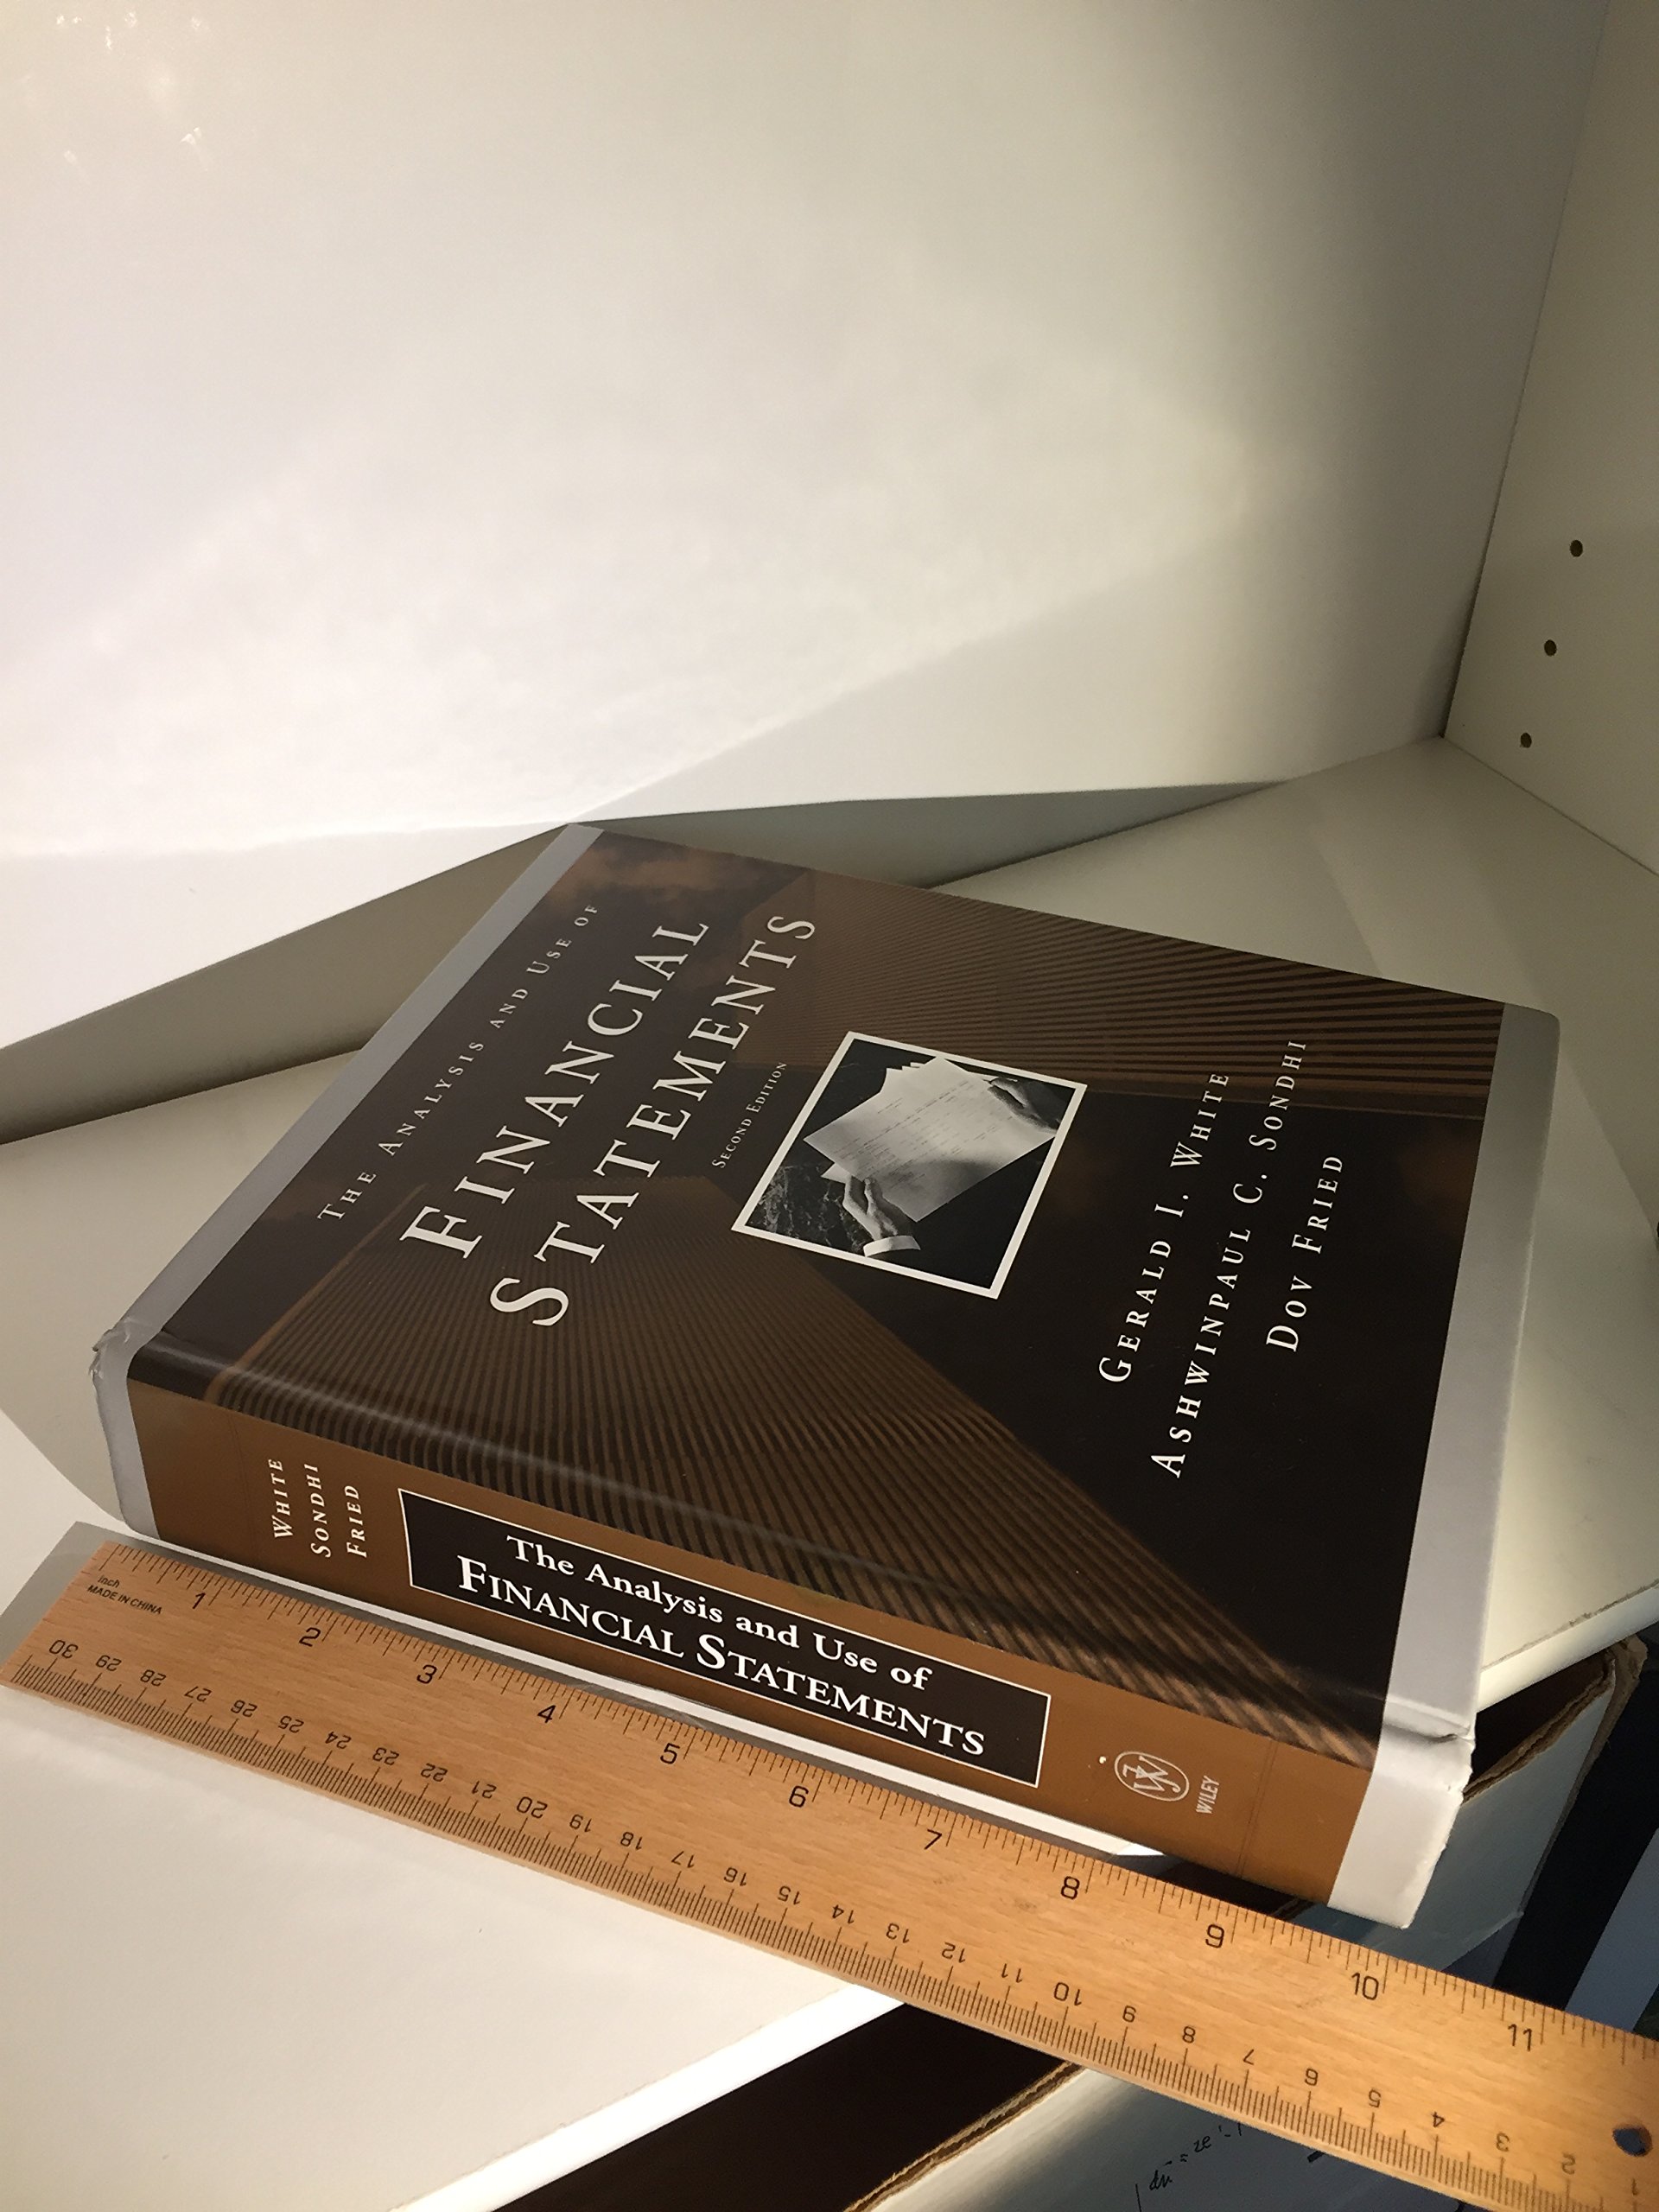 THE ANALYSIS AND USE OF
FINANCIAL
STATEMENTS
SECOND EDITION
GERALD I. WHITE
ASHWINPAUL C. SONDHI
DOV FRIED
WHITE
SONDHI
FRIED
The Analysis and Use of
FINANCIAL STATEMENTS
WILEY
inch
MADE IN CHINA
1 2 3 4 5 6 7 8 9 10 11
30 29 28 27 26 25 24 23 22 21 20 19 18 17 16 15 14 13 12 11 10 9 8 7 6 5 4 3 2 1